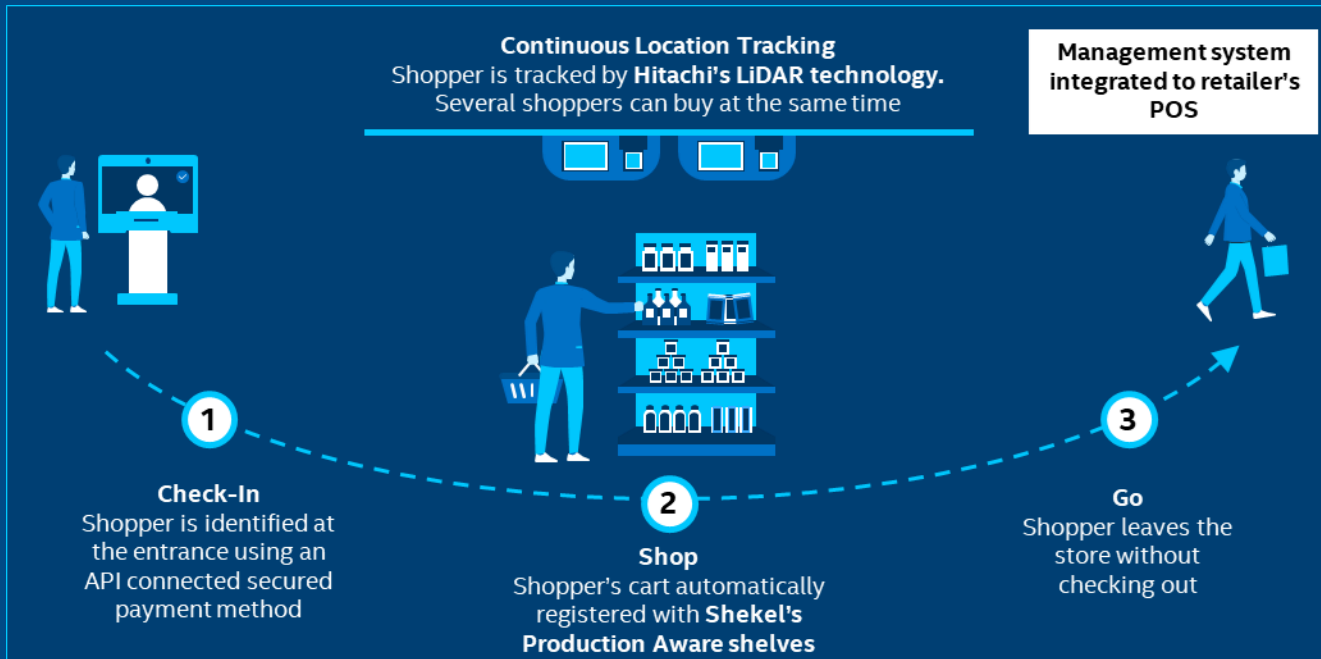 Continuous Location Tracking
Shopper is tracked by Hitachi's LiDAR technology.
Several shoppers can buy at the same time
Management system
integrated to retailer's
POS
1
Check-In
Shopper is identified at
the entrance using an
API connected secured
payment method
2
Shop
Shopper's cart automatically
registered with Shekel's
Production Aware shelves
3
Go
Shopper leaves the
store without
checking out